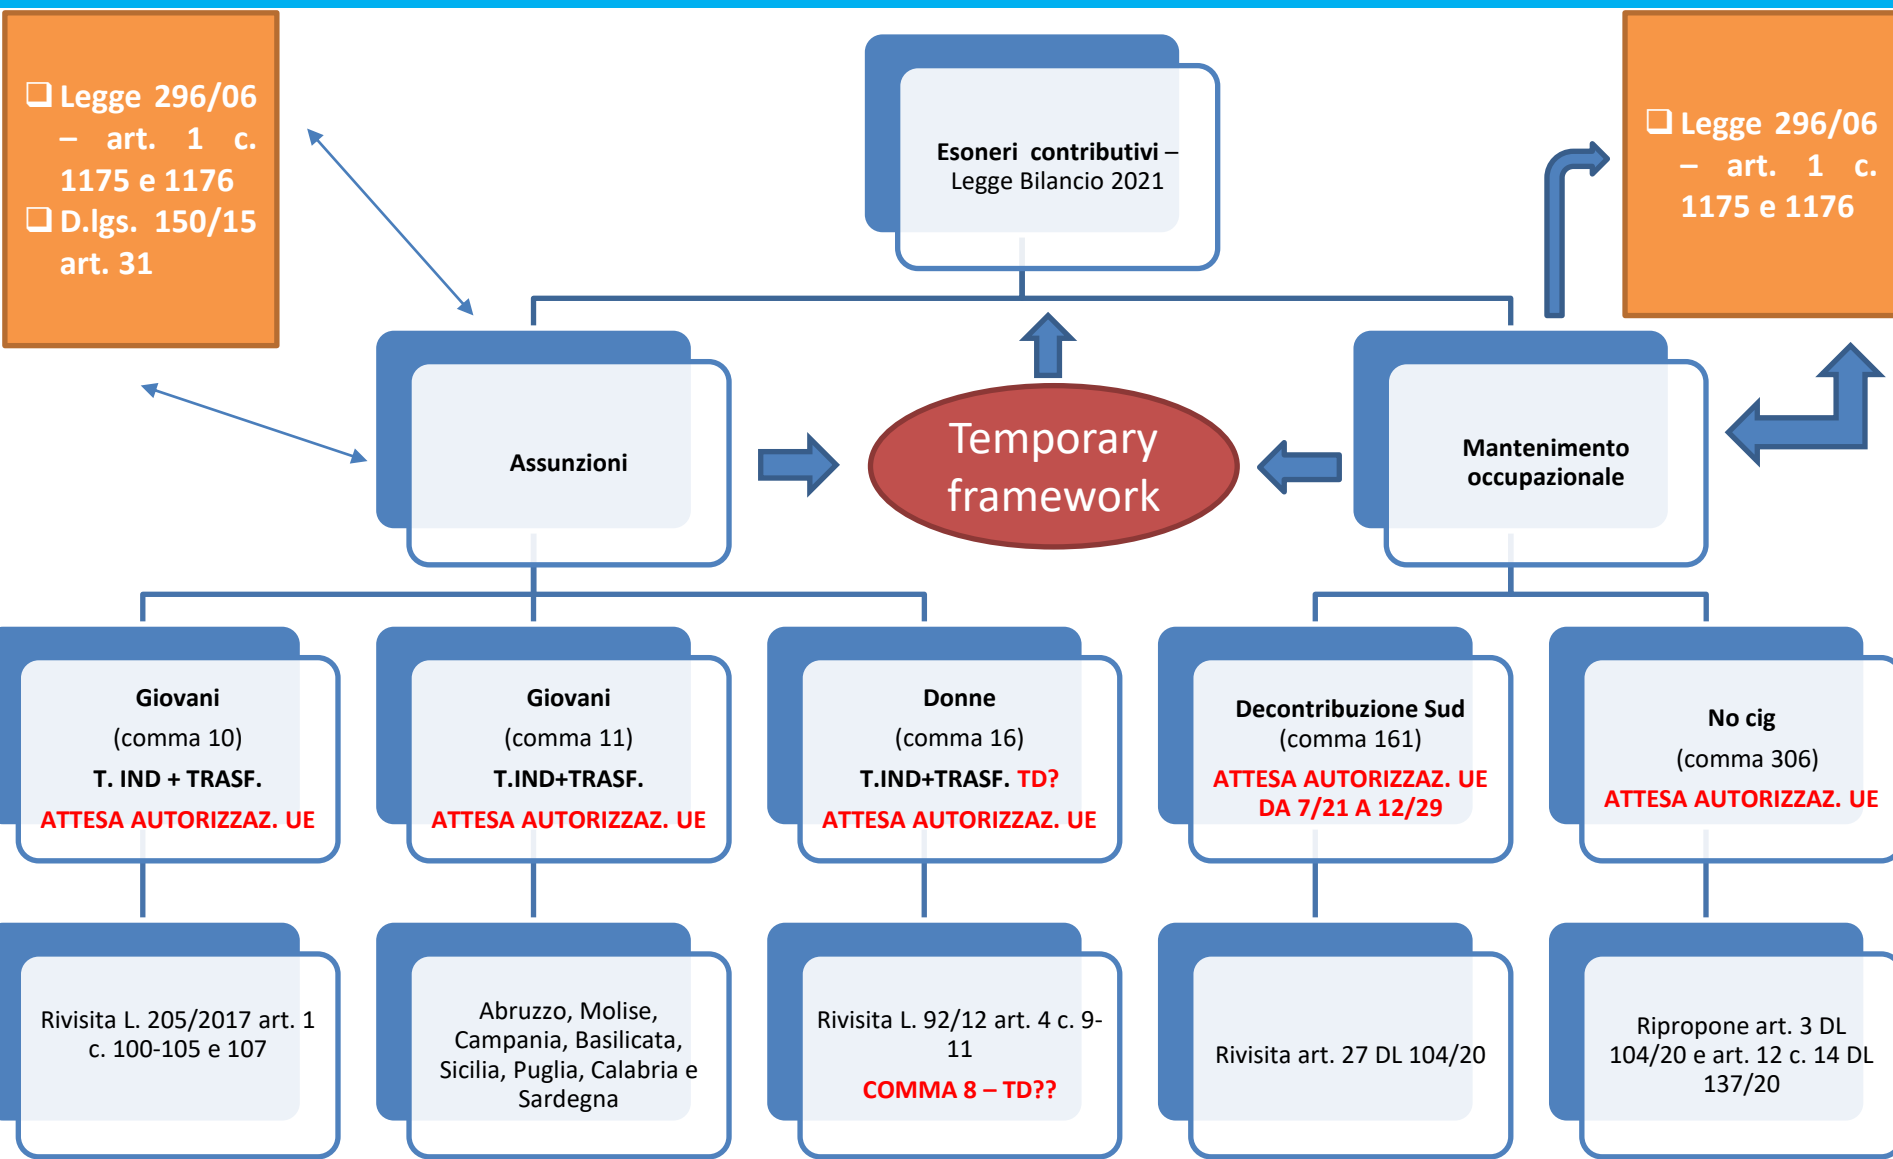 Legge 296/06
– art. 1 c.
1175 e 1176
D.lgs. 150/15
art. 31
Esoneri contributivi –
Legge Bilancio 2021
Legge 296/06
– art. 1 c.
1175 e 1176
Assunzioni
Temporary
framework
Mantenimento
occupazionale
Giovani
(comma 10)
T. IND + TRASF.
ATTESA AUTORIZZAZ. UE
Giovani
(comma 11)
T.IND+TRASF.
ATTESA AUTORIZZAZ. UE
Donne
(comma 16)
T.IND+TRASF. TD?
ATTESA AUTORIZZAZ. UE
Decontribuzione Sud
(comma 161)
ATTESA AUTORIZZAZ. UE
DA 7/21 A 12/29
No cig
(comma 306)
ATTESA AUTORIZZAZ. UE
Rivisita L. 205/2017 art. 1
c. 100-105 e 107
Abruzzo, Molise,
Campania, Basilicata,
Sicilia, Puglia, Calabria e
Sardegna
Rivisita L. 92/12 art. 4 c. 9-
11
COMMA 8 – TD??
Rivisita art. 27 DL 104/20
Ripropone art. 3 DL
104/20 e art. 12 c. 14 DL
137/20